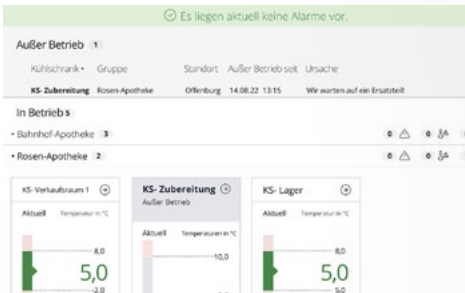 Es liegen aktuell keine Alarme vor.
Außer Betrieb 1
Kühlschrank Gruppe Standort Außer Betrieb seit Ursache
KS- Zubereitung Rosen-Apotheke Offenburg 14.08.22 13:15 Wir warten auf ein Ersatzteil!
In Betrieb 5
Bahnhof-Apotheke 3 0 0
Rosen-Apotheke 2 0 0
KS- Verkaufsraum 1 KS- Zubereitung KS- Lager
Außer Betrieb
Aktuell Temperatur in °C Aktuell Temperaturen in °C Aktuell Temperatur in °C
8,0 10,0 8,0
5,0 5,0
2,0 5,0